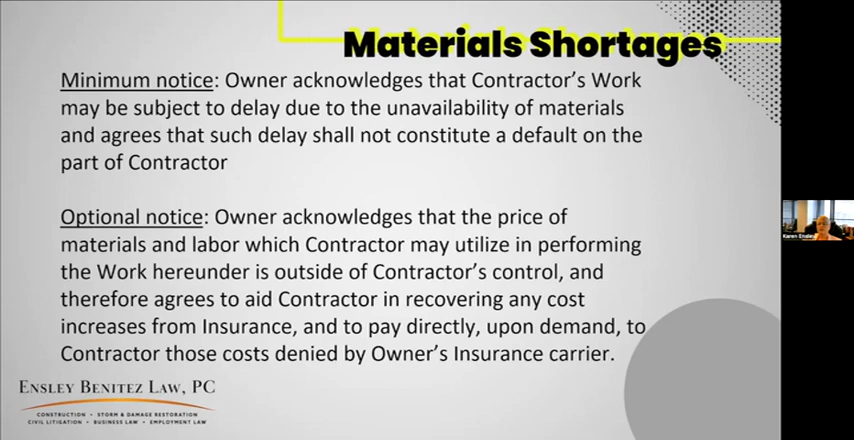 Materials Shortages
Minimum notice: Owner acknowledges that Contractor's Work
may be subject to delay due to the unavailability of materials
and agrees that such delay shall not constitute a default on the
part of Contractor
Optional notice: Owner acknowledges that the price of
materials and labor which Contractor may utilize in performing
the Work hereunder is outside of Contractor's control, and
therefore agrees to aid Contractor in recovering any cost
increases from Insurance, and to pay directly, upon demand, to
Contractor those costs denied by Owner's Insurance carrier.
ENSLEY BENITEZ LAW, PC
CONSTRUCTION • STORM & DAMAGE RESTORATION
CIVIL LITIGATION • BUSINESS LAW • EMPLOYMENT LAW
Karen Ensley